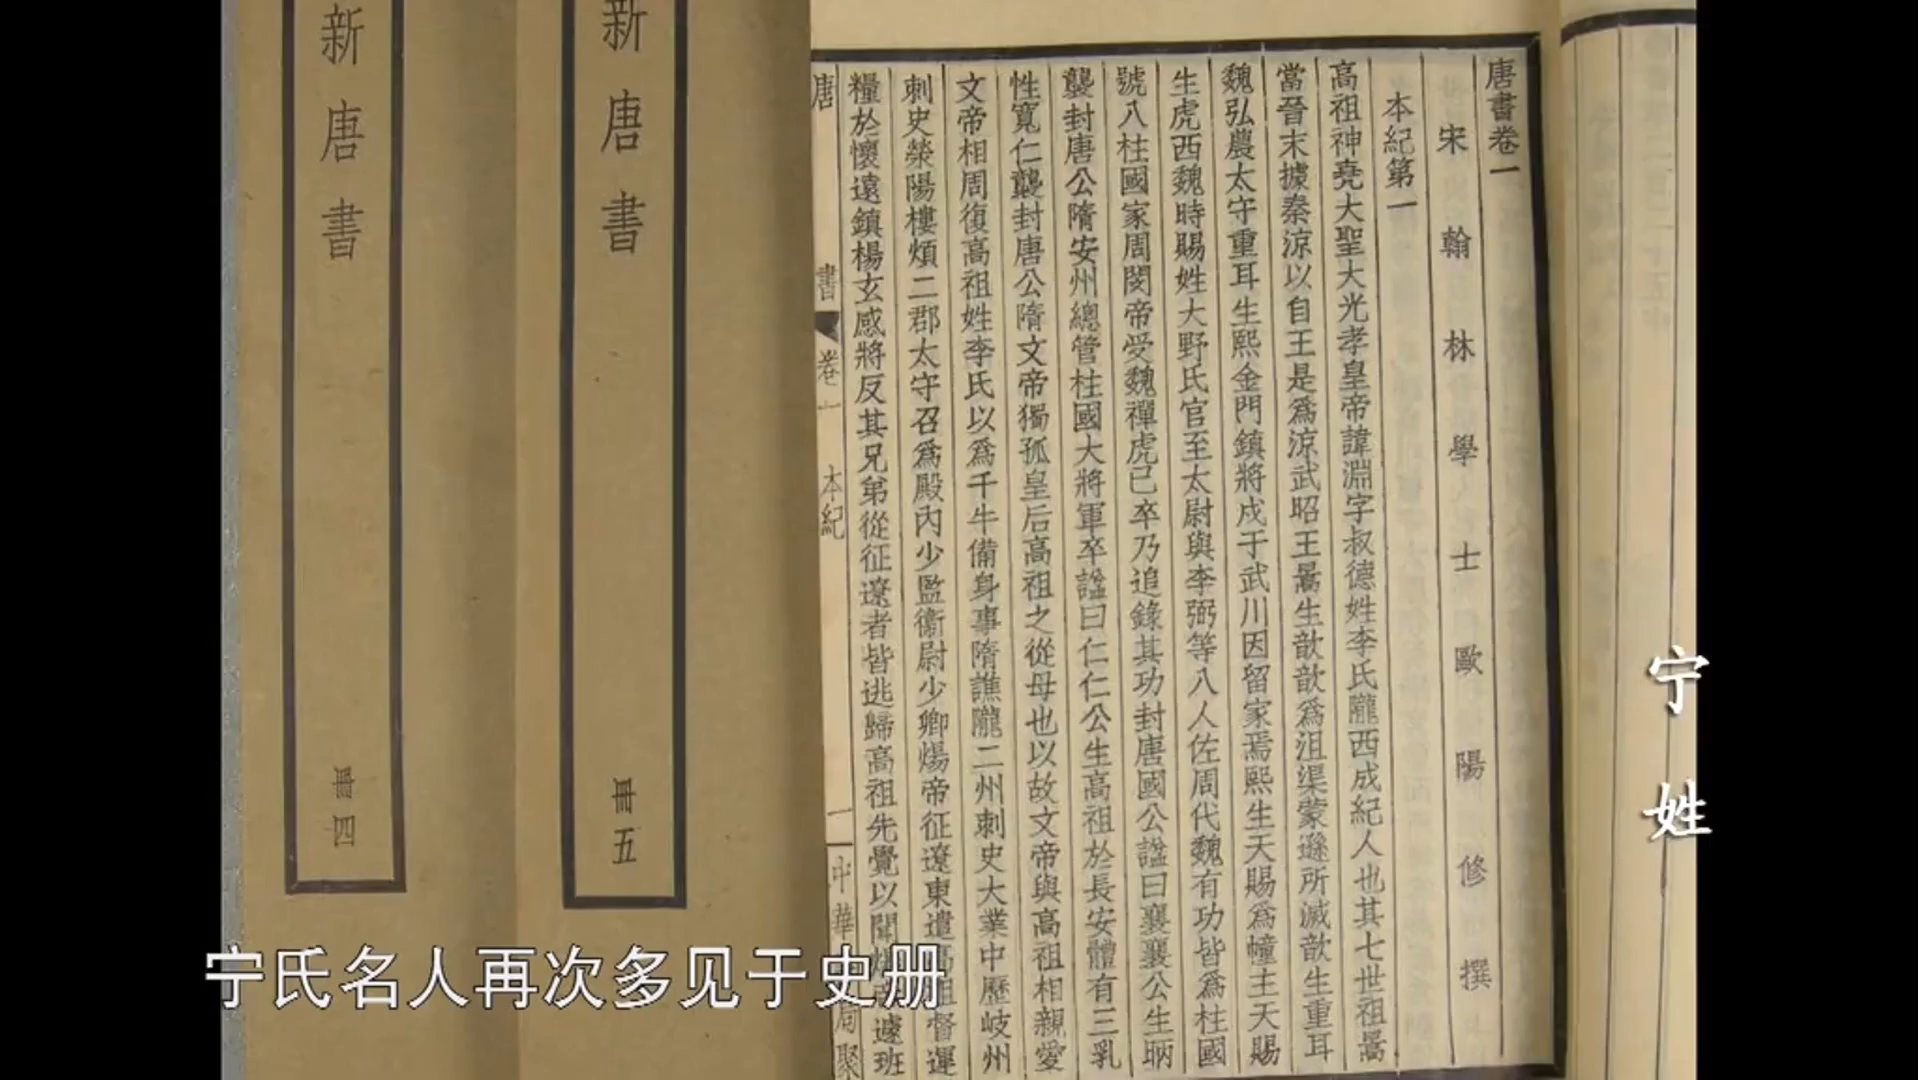 新唐書
冊四
新唐書
冊五
唐書卷一
宋翰林學士歐陽修撰
本紀第一
高祖神堯大聖大光孝皇帝諱淵字叔德姓李氏隴西成紀人也其七世祖暠
當晉末據秦涼以自王是為涼武昭王暠生歆歆為沮渠蒙遜所滅歆生重耳
魏弘農太守重耳生熙金門鎮將戍于武川因留家焉熙生天賜為幢主天賜
生虎西魏時賜姓大野氏官至太尉與李弼等八人佐周代魏有功皆為柱國
號八柱國家周閔帝受魏禪虎已卒乃追錄其功封唐國公諡曰襄襄公生昞
襲封唐公隋安州總管柱國大將軍卒諡曰仁仁公生高祖於長安體有三乳
性寬仁襲封唐公隋文帝獨孤皇后高祖之從母也以故文帝與高祖相親愛
文帝相周復高祖姓李氏以為千牛備身事隋譙隴二州刺史大業中歷岐州
刺史滎陽樓煩二郡太守召為殿內少監衛尉少卿煬帝征遼東遣高祖督運
糧於懷遠鎮楊玄感將反其兄弟從征遼者皆逃歸高祖先覺以聞煬帝遽班
唐書 卷一 本紀 一 中華 局聚
宁氏名人再次多见于史册
宁姓